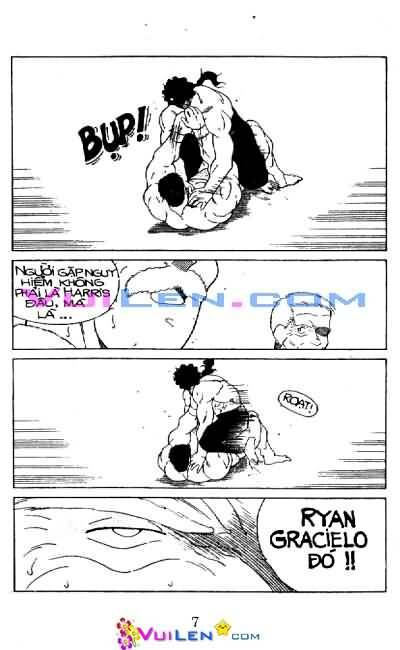 BỤP!
NGƯỜI GẶP NGUY
HIỂM KHÔNG
PHẢI LÀ HARRIS
ĐÂU, MÀ
LÀ ...
VUILEN.COM
ROẠT!
RYAN
GRACIELO
ĐÓ !!
7
VUILEN.COM